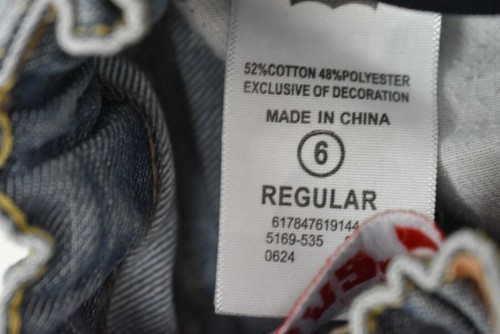 52%COTTON 48%POLYESTER
EXCLUSIVE OF DECORATION
MADE IN CHINA
6
REGULAR
617847619144
5169-535
0624